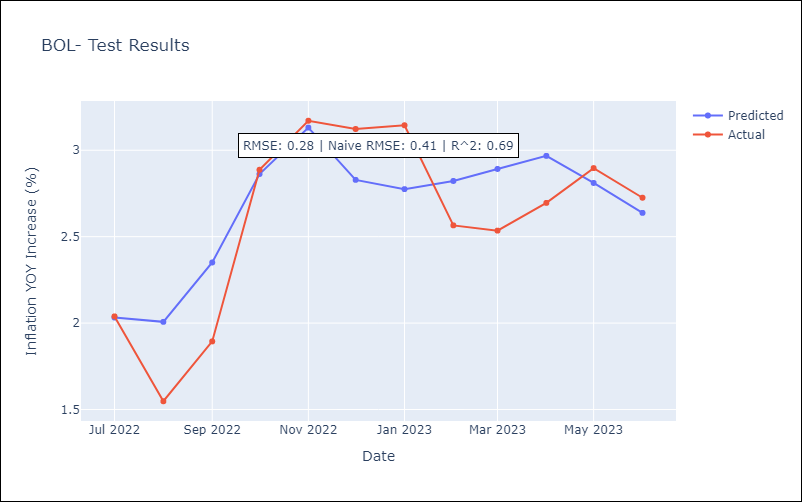 BOL- Test Results
Predicted
Actual
RMSE: 0.28 | Naive RMSE: 0.41 | R^2: 0.69
Inflation YOY Increase (%)
3
2.5
2
1.5
Jul 2022 Sep 2022 Nov 2022 Jan 2023 Mar 2023 May 2023
Date